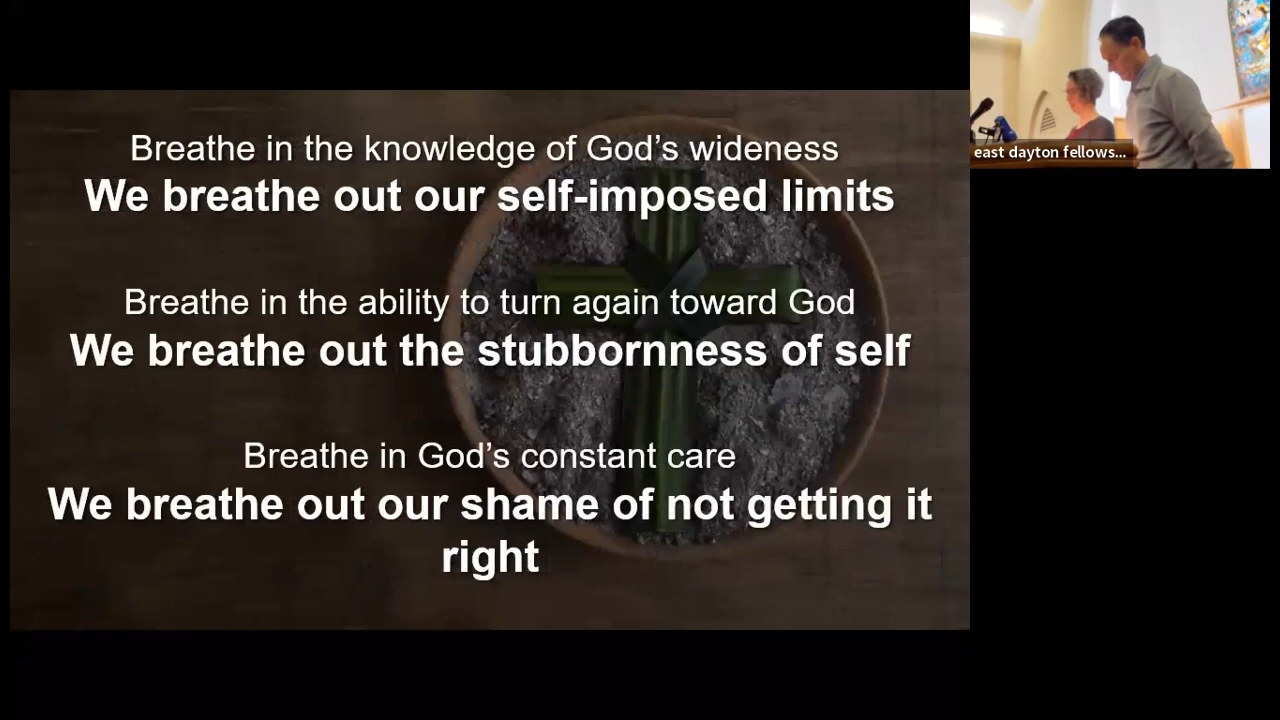 Breathe in the knowledge of God’s wideness
We breathe out our self-imposed limits
Breathe in the ability to turn again toward God
We breathe out the stubbornness of self
Breathe in God’s constant care
We breathe out our shame of not getting it
right
east dayton fellows...